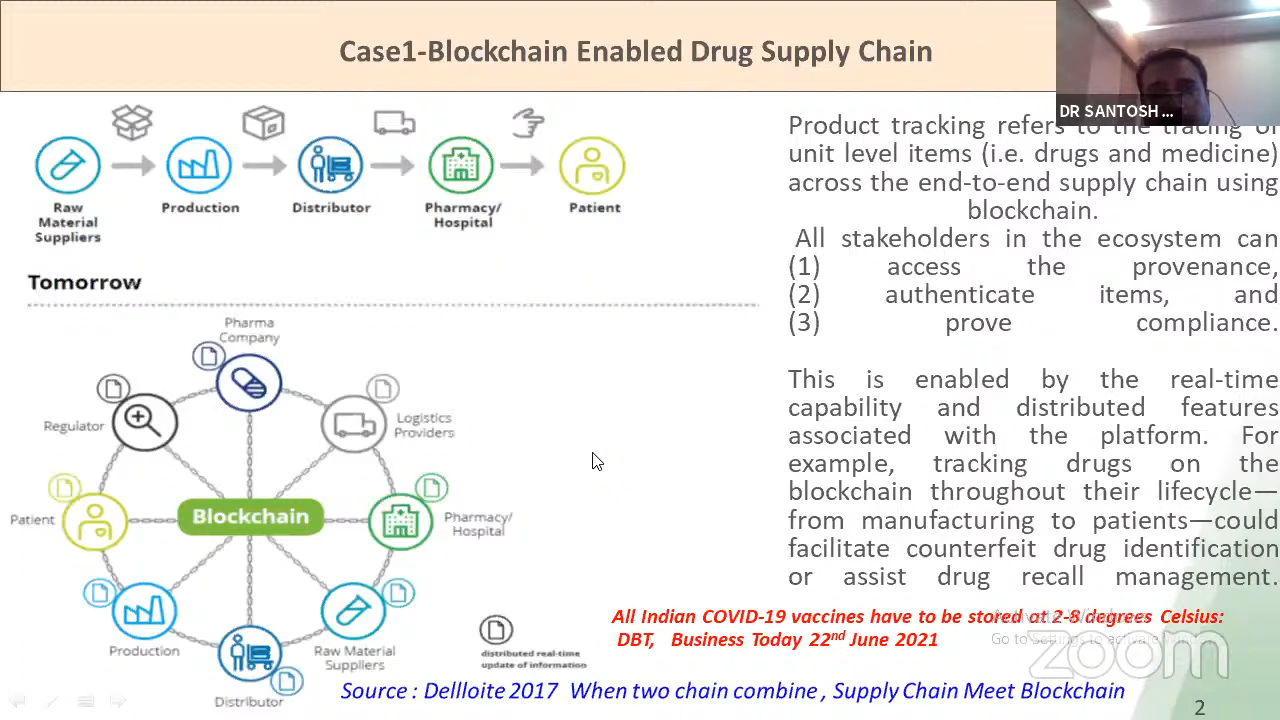 Case1-Blockchain Enabled Drug Supply Chain
DR SANTOSH ...
Raw
Material
Suppliers
Production
Distributor
Pharmacy/
Hospital
Patient
Tomorrow
Pharma
Company
Regulator
Logistics
Providers
Patient
Blockchain
Pharmacy/
Hospital
Production
Raw Material
Suppliers
Distributor
distributed real-time
update of information
Product tracking refers to the tracing of
unit level items (i.e. drugs and medicine)
across the end-to-end supply chain using
blockchain.
All stakeholders in the ecosystem can
(1) access the provenance,
(2) authenticate items, and
(3) prove compliance.
This is enabled by the real-time
capability and distributed features
associated with the platform. For
example, tracking drugs on the
blockchain throughout their lifecycle—
from manufacturing to patients—could
facilitate counterfeit drug identification
or assist drug recall management.
All Indian COVID-19 vaccines have to be stored at 2-8 degrees Celsius:
DBT, Business Today 22nd June 2021
Activate Windows
Go to Settings to activate
zoom
Source : Dellloite 2017 When two chain combine , Supply Chain Meet Blockchain
2